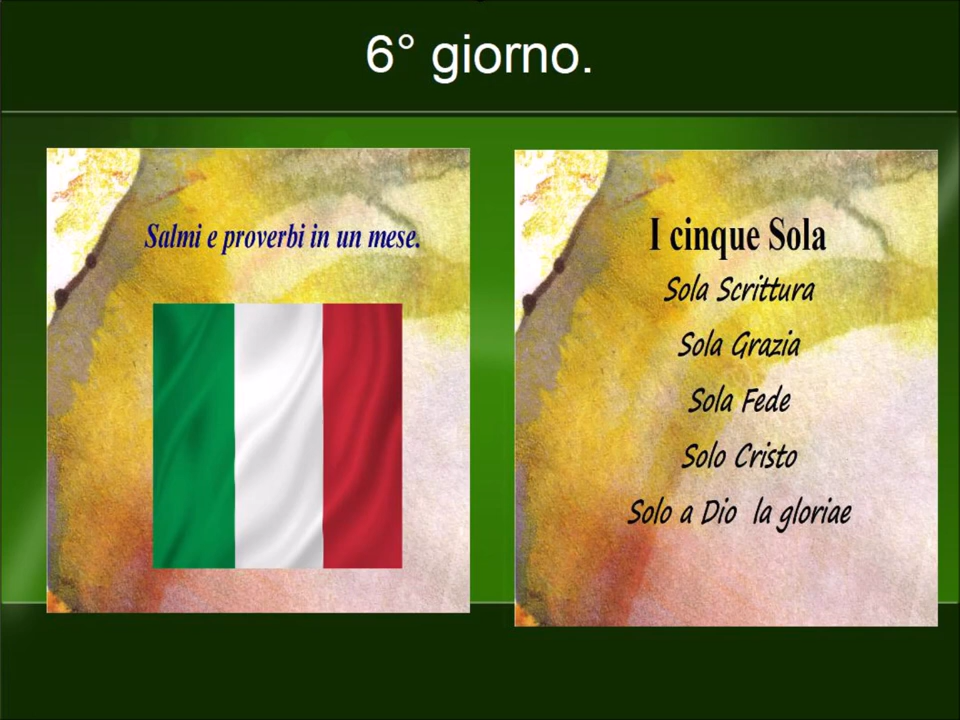 6° giorno.
Salmi e proverbi in un mese.
I cinque Sola
Sola Scrittura
Sola Grazia
Sola Fede
Solo Cristo
Solo a Dio la gloriae